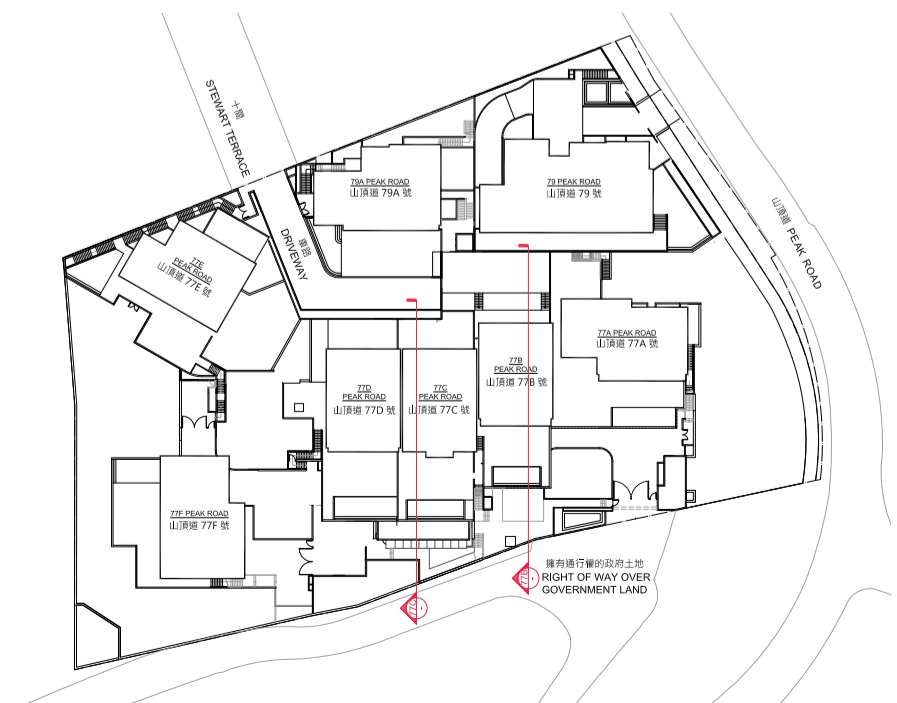 十間
STEWART TERRACE
79A PEAK ROAD
山頂道 79A 號
79 PEAK ROAD
山頂道 79 號
山頂道 PEAK ROAD
車路
DRIVEWAY
77E
PEAK ROAD
山頂道 77E 號
77A PEAK ROAD
山頂道 77A 號
77B
PEAK ROAD
山頂道 77B 號
77D
PEAK ROAD
山頂道 77D 號
77C
PEAK ROAD
山頂道 77C 號
77F PEAK ROAD
山頂道 77F 號
擁有通行權的政府土地
RIGHT OF WAY OVER
GOVERNMENT LAND
77B
-
77C
-